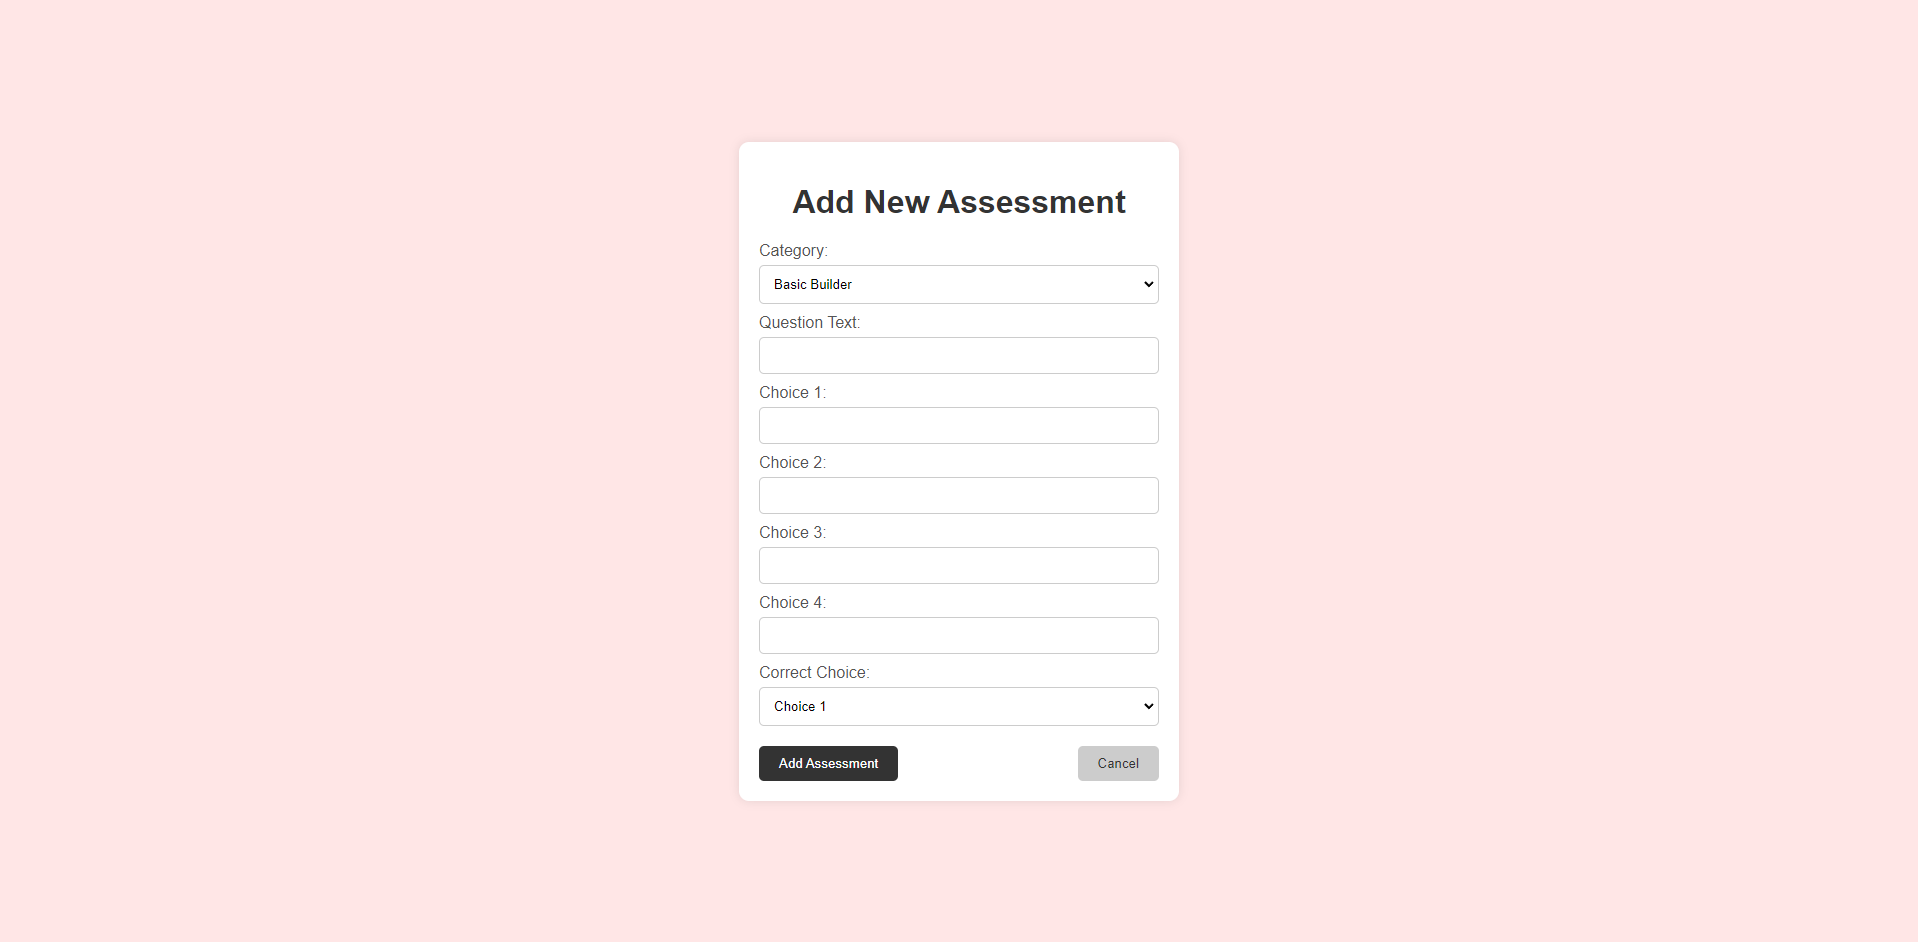 Add New Assessment
Category:
Basic Builder
Question Text:
Choice 1:
Choice 2:
Choice 3:
Choice 4:
Correct Choice:
Choice 1
Add Assessment
Cancel